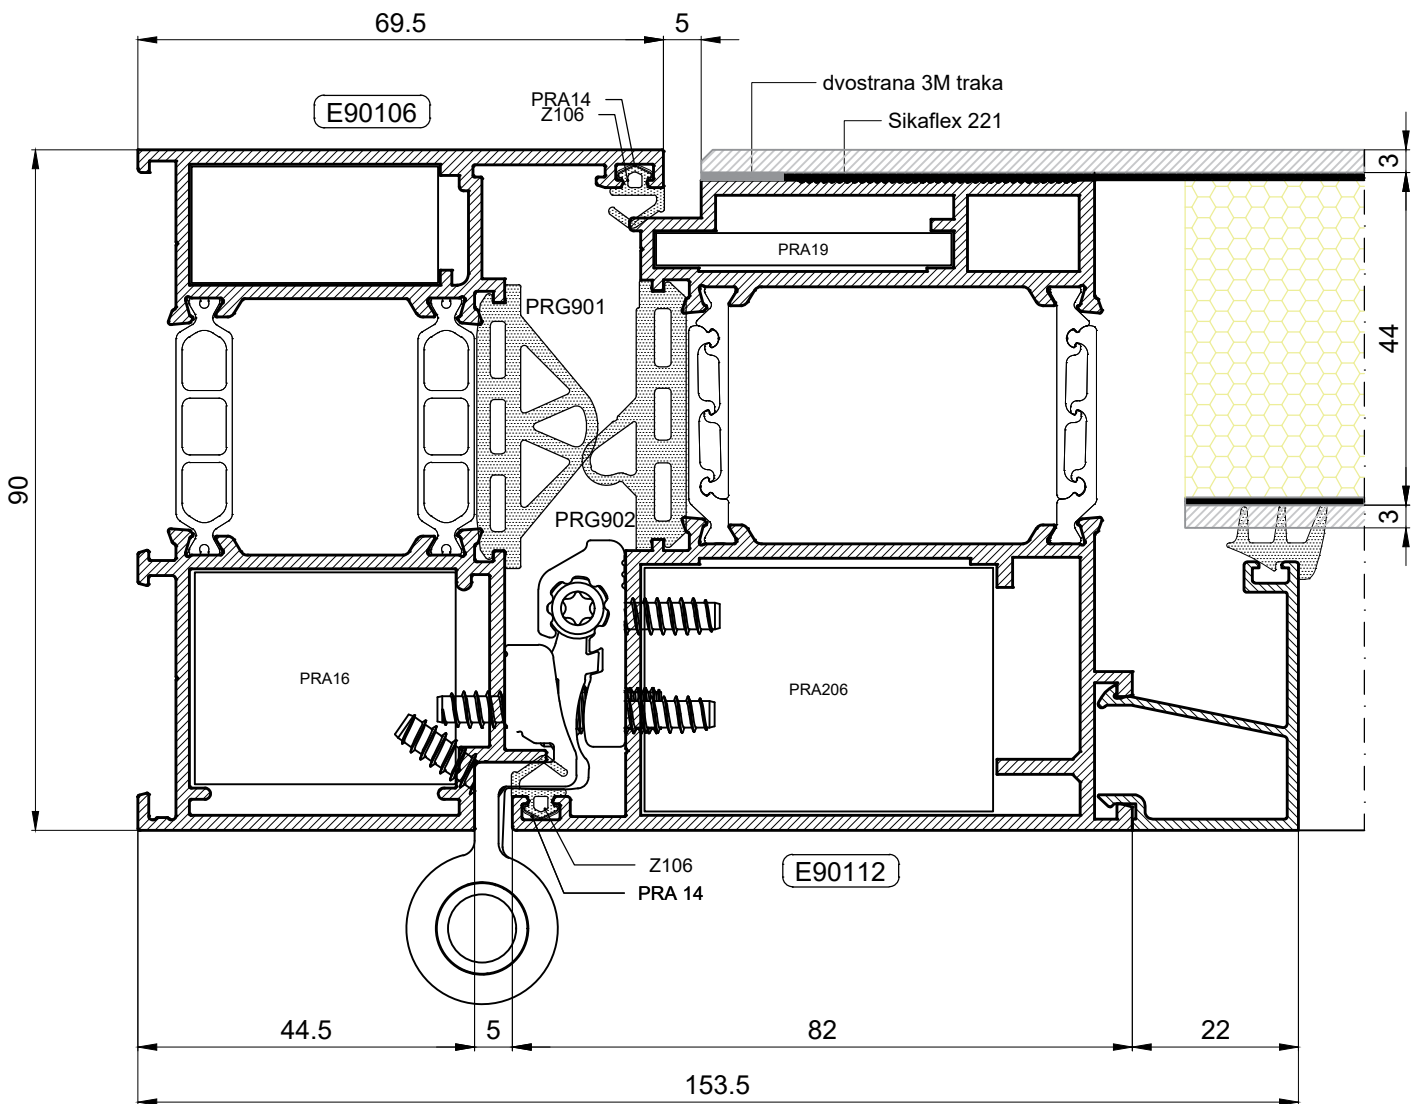 69.5
5
dvostrana 3M traka
PRA14
E90106
Z106
Sikaflex 221
3
PRA19
PRG901
44
90
PRG902
3
PRA16
PRA206
Z106
E90112
PRA 14
44.5
5
82
22
153.5